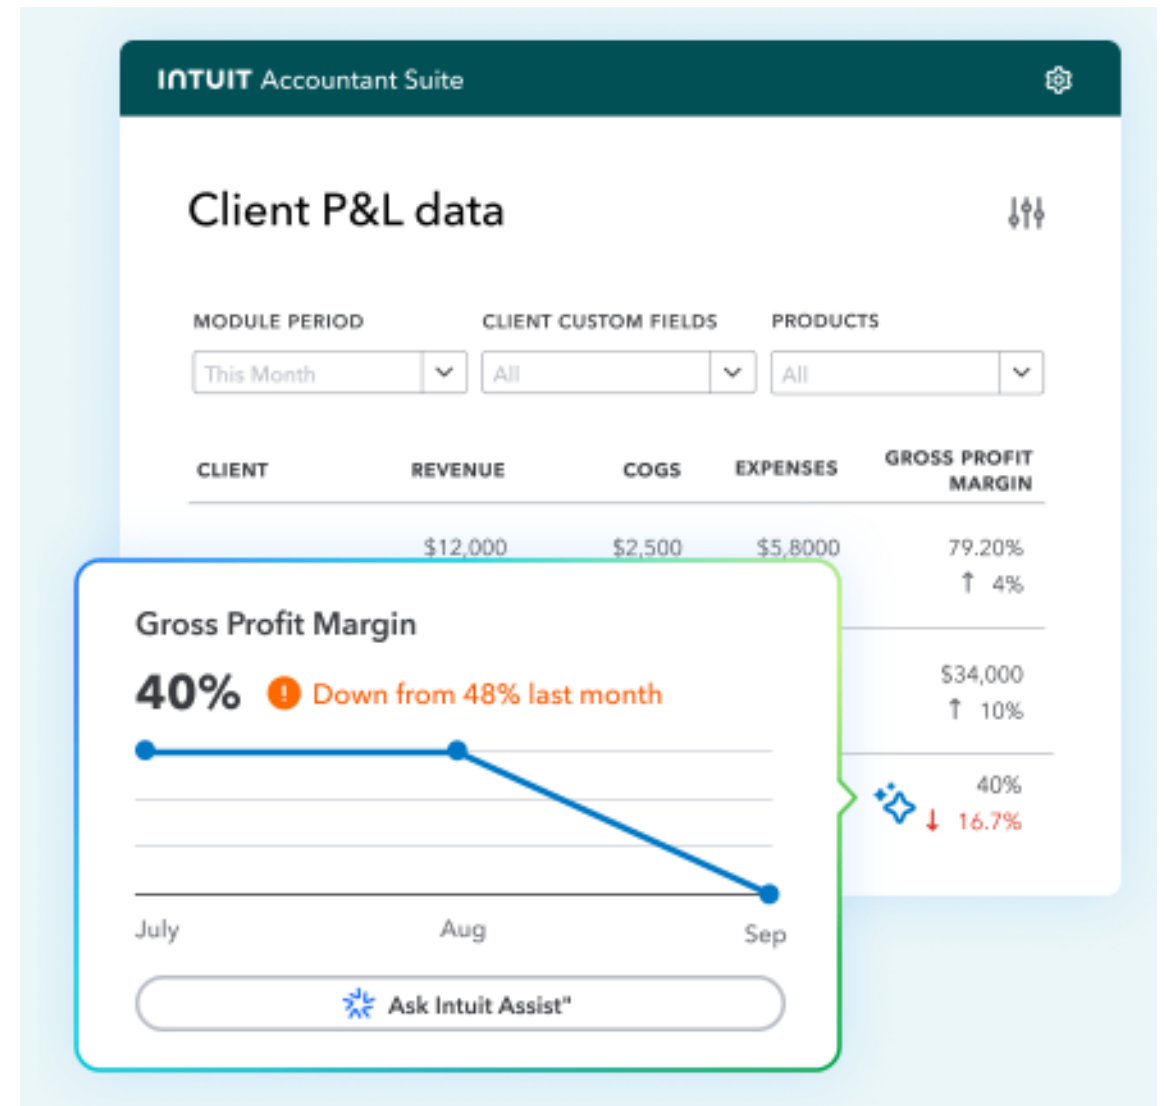 INTUIT Accountant Suite
Client P&L data
MODULE PERIOD CLIENT CUSTOM FIELDS PRODUCTS
This Month All All
CLIENT REVENUE COGS EXPENSES GROSS PROFIT MARGIN
$12,000 $2,500 $5,8000 79.20%
↑ 4%
$34,000
↑ 10%
40%
↓ 16.7%
Gross Profit Margin
40% ! Down from 48% last month
July Aug Sep
Ask Intuit Assist"